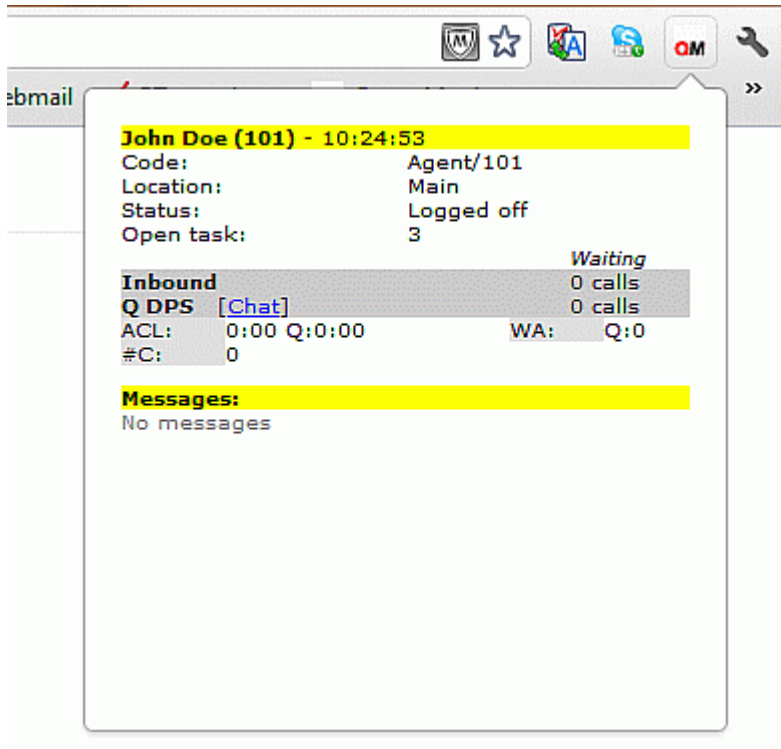 QM
ebmail
»
John Doe (101) - 10:24:53
Code: Agent/101
Location: Main
Status: Logged off
Open task: 3
Waiting
Inbound 0 calls
Q DPS [Chat] 0 calls
ACL: 0:00 Q:0:00 WA: Q:0
#C: 0
Messages:
No messages